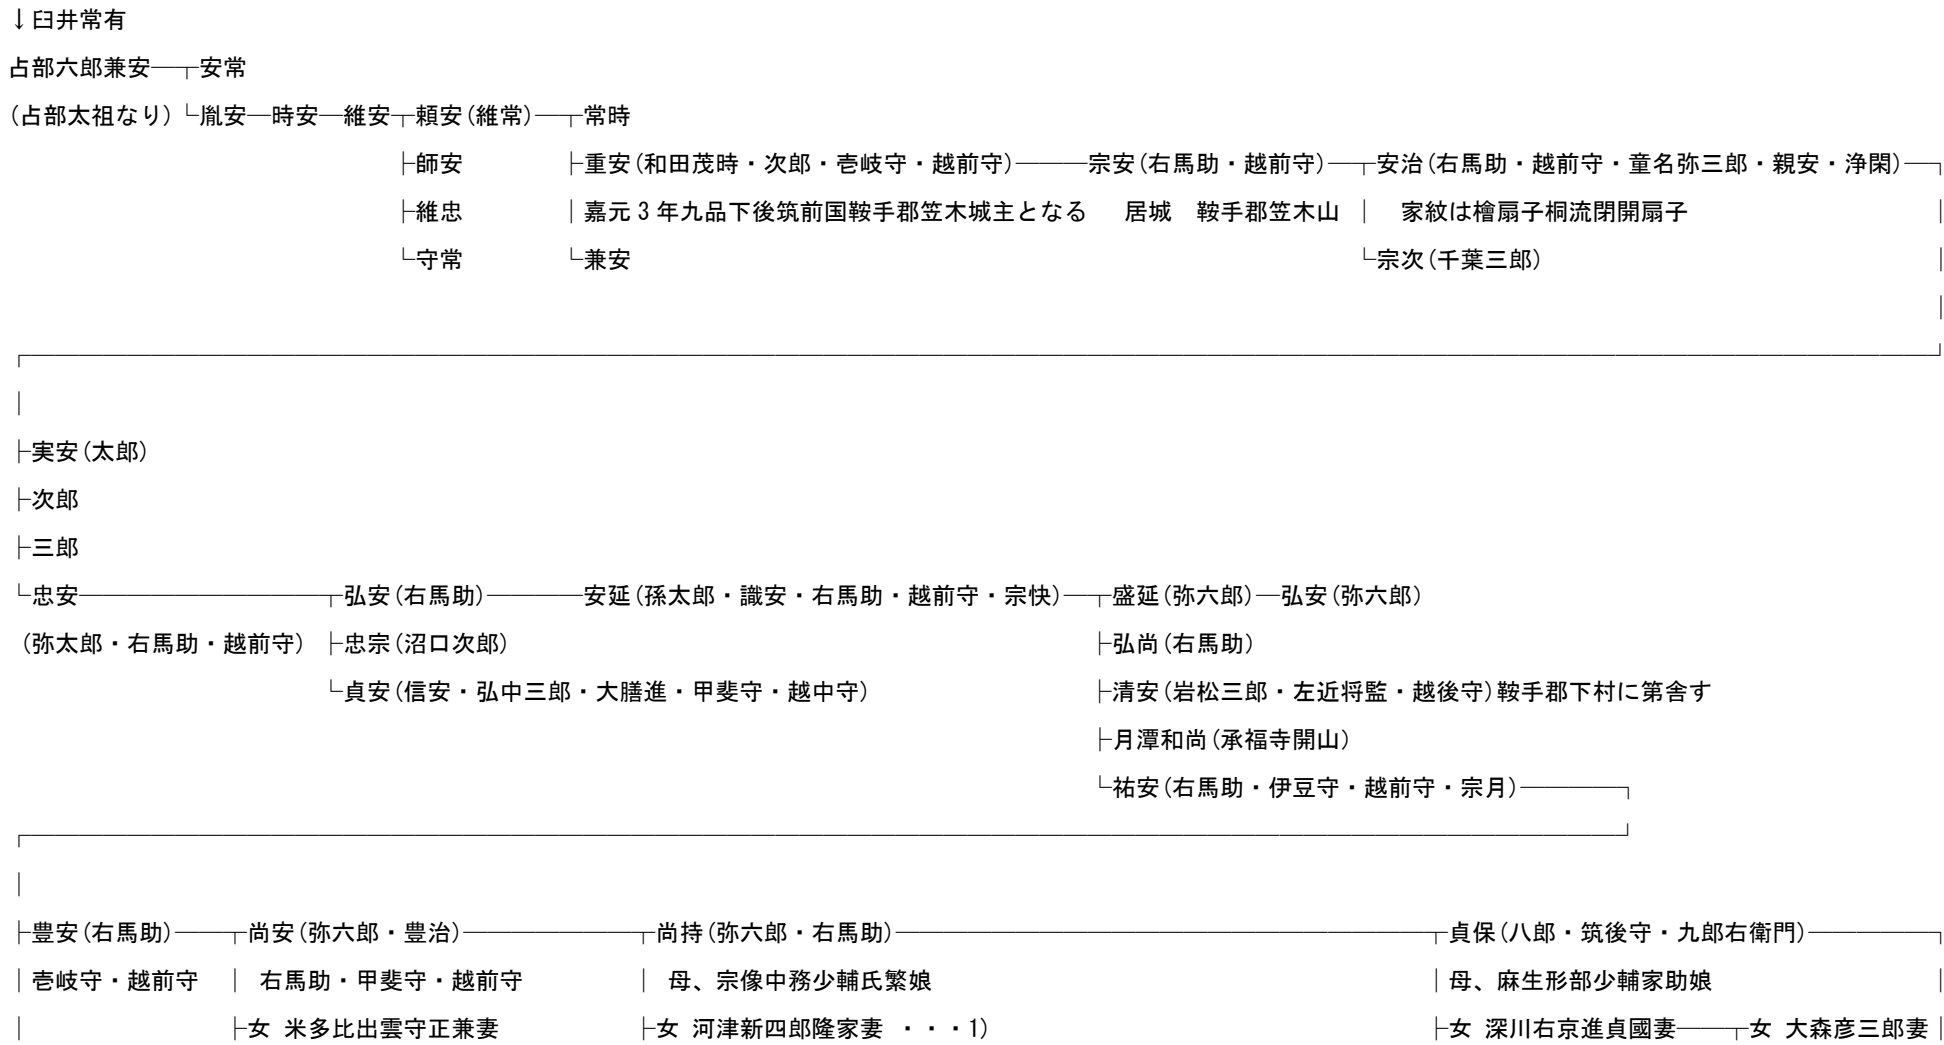 ↓臼井常有
占部六郎兼安─┬安常
(占部太祖なり)└胤安─時安─維安┬頼安(維常)─┬常時
├師安 ├重安(和田茂時・次郎・壱岐守・越前守)───宗安(右馬助・越前守)─┬安治(右馬助・越前守・童名弥三郎・親安・浄閑)─┐
├維忠 │嘉元3年九品下後筑前国鞍手郡笠木城主となる 居城 鞍手郡笠木山 │ 家紋は檜扇子桐流閉開扇子 │
└守常 └兼安 └宗次(千葉三郎) │
│
┌────────────────────────────────────────┘
│
├実安(太郎)
├次郎
├三郎
└忠安──────────┬弘安(右馬助)────安延(孫太郎・識安・右馬助・越前守・宗快)─┬盛延(弥六郎)─弘安(弥六郎)
(弥太郎・右馬助・越前守) ├忠宗(沼口次郎) ├弘尚(右馬助)
└貞安(信安・弘中三郎・大膳進・甲斐守・越中守) ├清安(岩松三郎・左近将監・越後守)鞍手郡下村に第舎す
├月潭和尚(承福寺開山)
└祐安(右馬助・伊豆守・越前守・宗月)────┐
┌──────────────────────────────────┘
│
├豊安(右馬助)──┬尚安(弥六郎・豊治)───────┬尚持(弥六郎・右馬助)──────────────────────┬貞保(八郎・筑後守・九郎右衛門)─────┐
│壱岐守・越前守 │ 右馬助・甲斐守・越前守 │ 母、宗像中務少輔氏繁娘 │母、麻生形部少輔家助娘 │
│ ├女 米多比出雲守正兼妻 ├女 河津新四郎隆家妻 ・・・1) ├女 深川右京進貞國妻──┬女 大森彦三郎妻│